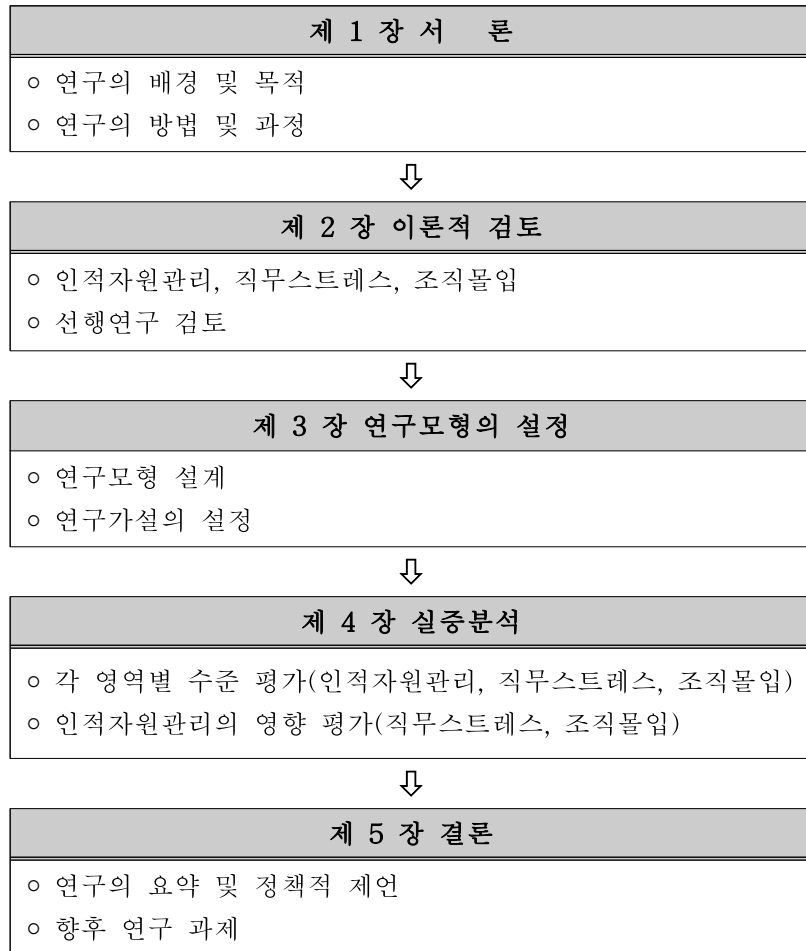 제 1 장 서 론
○ 연구의 배경 및 목적
○ 연구의 방법 및 과정
⇩
제 2 장 이론적 검토
○ 인적자원관리, 직무스트레스, 조직몰입
○ 선행연구 검토
⇩
제 3 장 연구모형의 설정
○ 연구모형 설계
○ 연구가설의 설정
⇩
제 4 장 실증분석
○ 각 영역별 수준 평가(인적자원관리, 직무스트레스, 조직몰입)
○ 인적자원관리의 영향 평가(직무스트레스, 조직몰입)
⇩
제 5 장 결론
○ 연구의 요약 및 정책적 제언
○ 향후 연구 과제